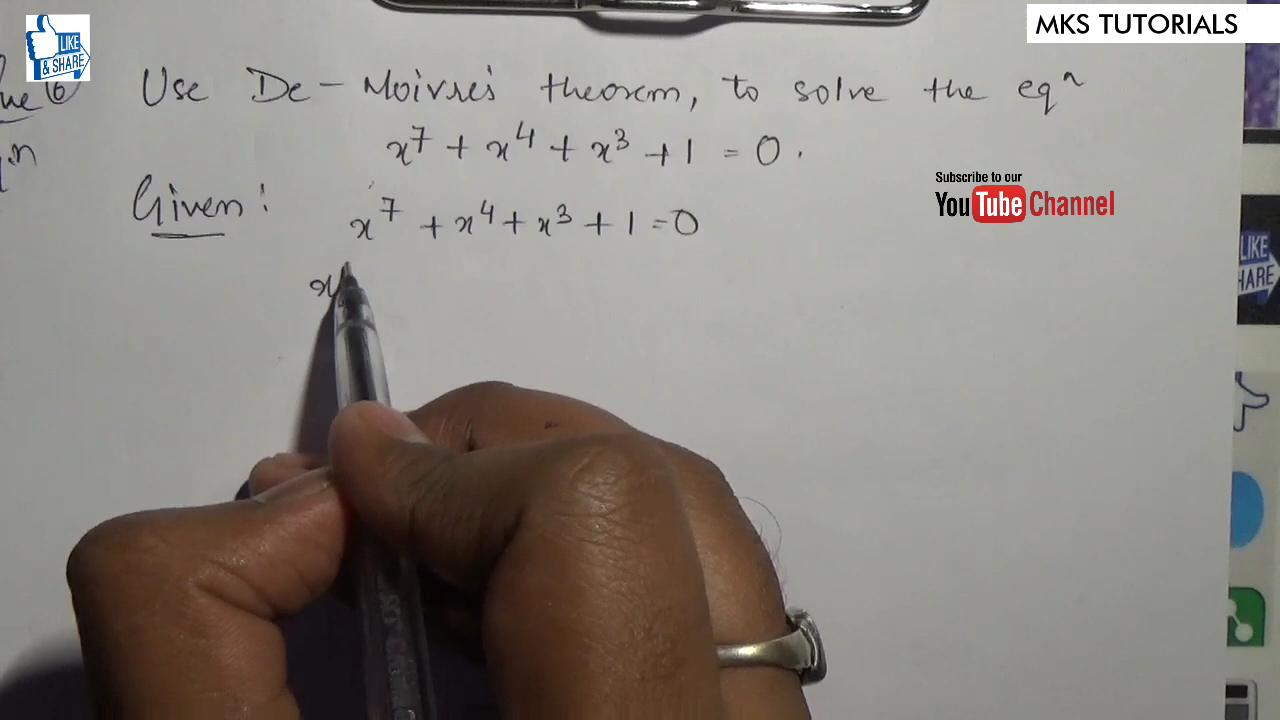 MKS TUTORIALS
LIKE
& SHARE
Use De-Moivre's theorem, to solve the eqⁿ
x⁷ + x⁴ + x³ + 1 = 0.
Given:
x⁷ + x⁴ + x³ + 1 = 0
x
Subscribe to our
YouTube Channel
LIKE